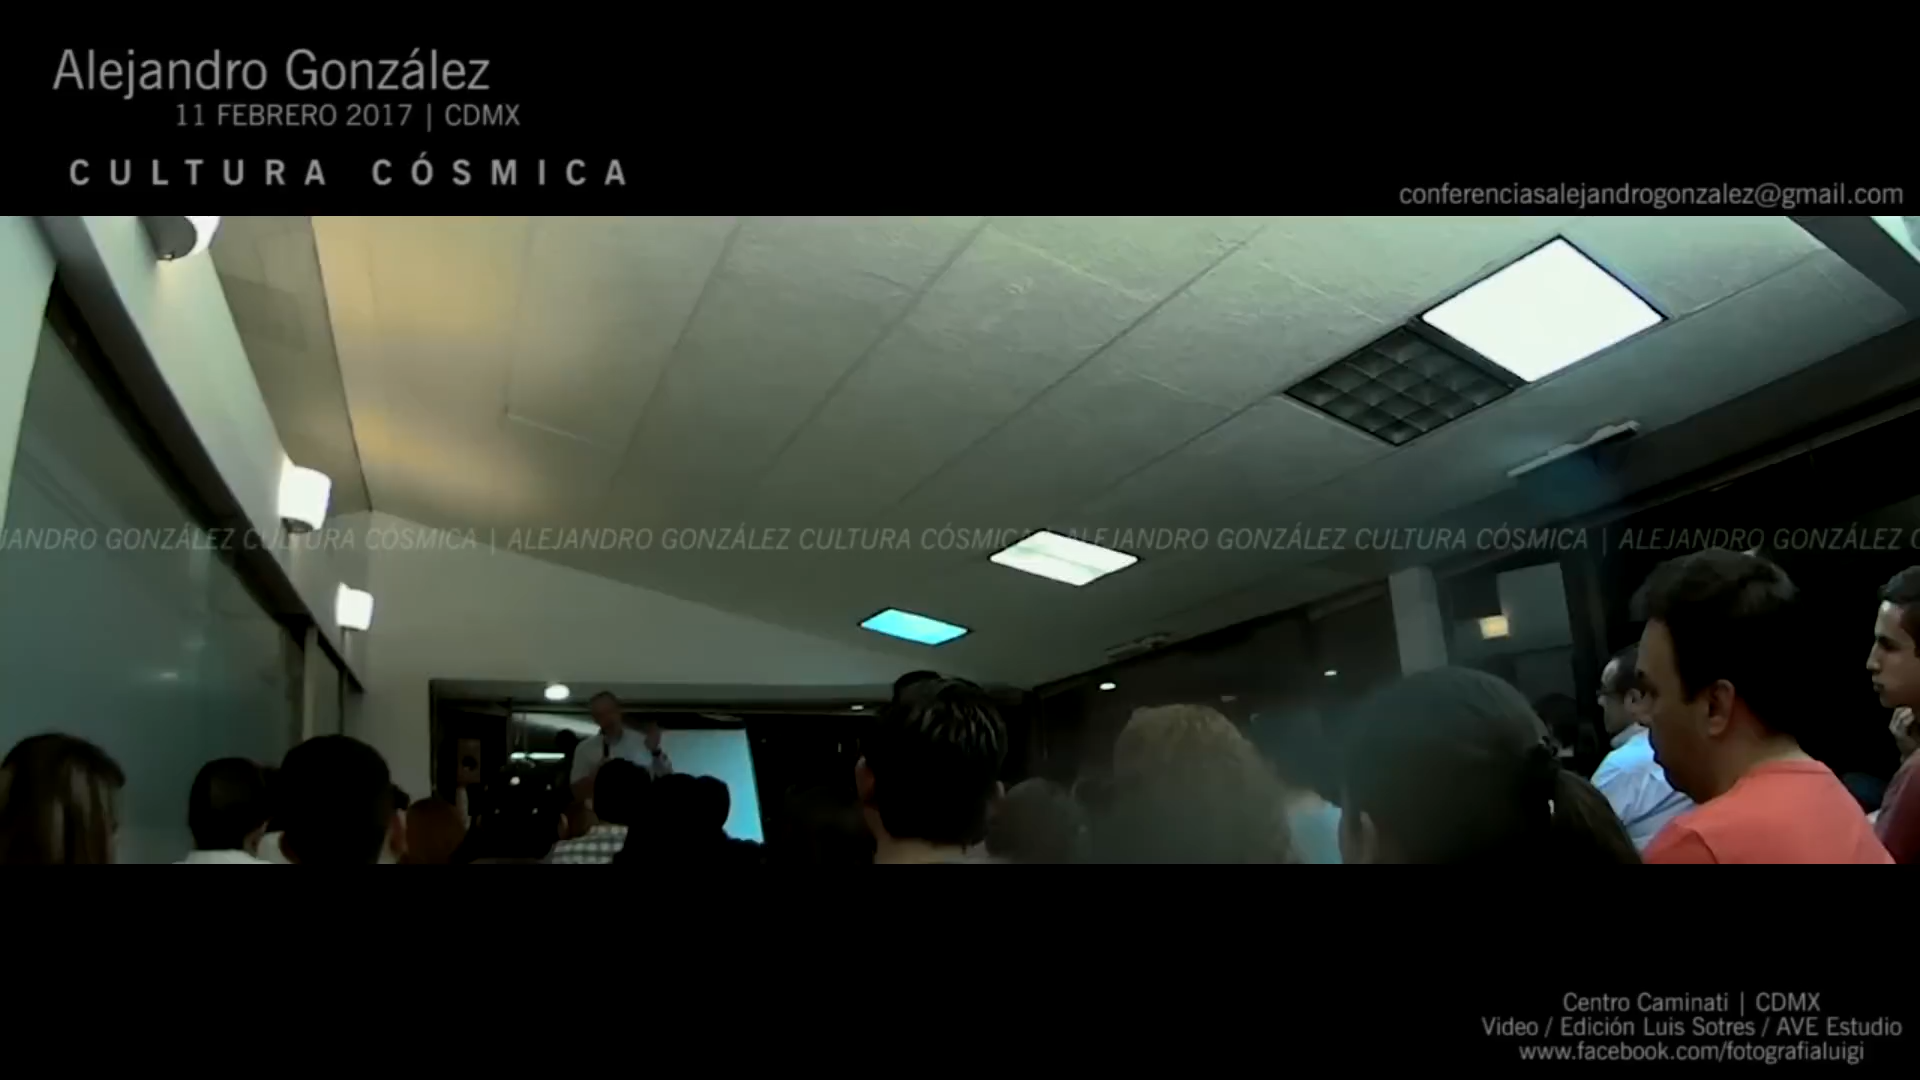 Alejandro González
11 FEBRERO 2017 | CDMX
CULTURA CÓSMICA
conferenciasalejandrogonzalez@gmail.com
JANDRO GONZÁLEZ CULTURA CÓSMICA | ALEJANDRO GONZÁLEZ CULTURA CÓSMICA ALEJANDRO GONZÁLEZ CULTURA CÓSMICA | ALEJANDRO GONZÁLEZ C
Centro Caminati | CDMX
Video / Edición Luis Sotres / AVE Estudio
www.facebook.com/fotografialuigi